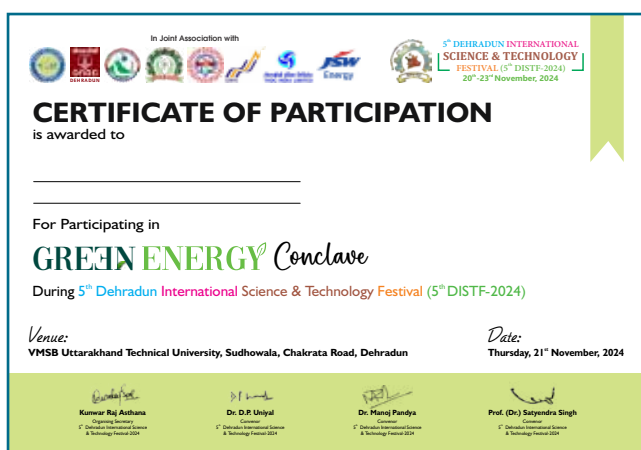 In Joint Association with
DEHRADUN
JSW
Energy
5th DEHRADUN INTERNATIONAL
SCIENCE & TECHNOLOGY
FESTIVAL (5th DISTF-2024)
20th-23rd November, 2024
CERTIFICATE OF PARTICIPATION
is awarded to
For Participating in
GREEN ENERGY Conclave
During 5th Dehradun International Science & Technology Festival (5th DISTF-2024)
Venue:
VMSB Uttarakhand Technical University, Sudhowala, Chakrata Road, Dehradun
Date:
Thursday, 21st November, 2024
Kunwar Raj Asthana
Organising Secretary
5th Dehradun International Science
& Technology Festival-2024
Dr. D.P. Uniyal
Convenor
5th Dehradun International Science
& Technology Festival-2024
Dr. Manoj Pandya
Convenor
5th Dehradun International Science
& Technology Festival-2024
Prof. (Dr.) Satyendra Singh
Convenor
5th Dehradun International Science
& Technology Festival-2024